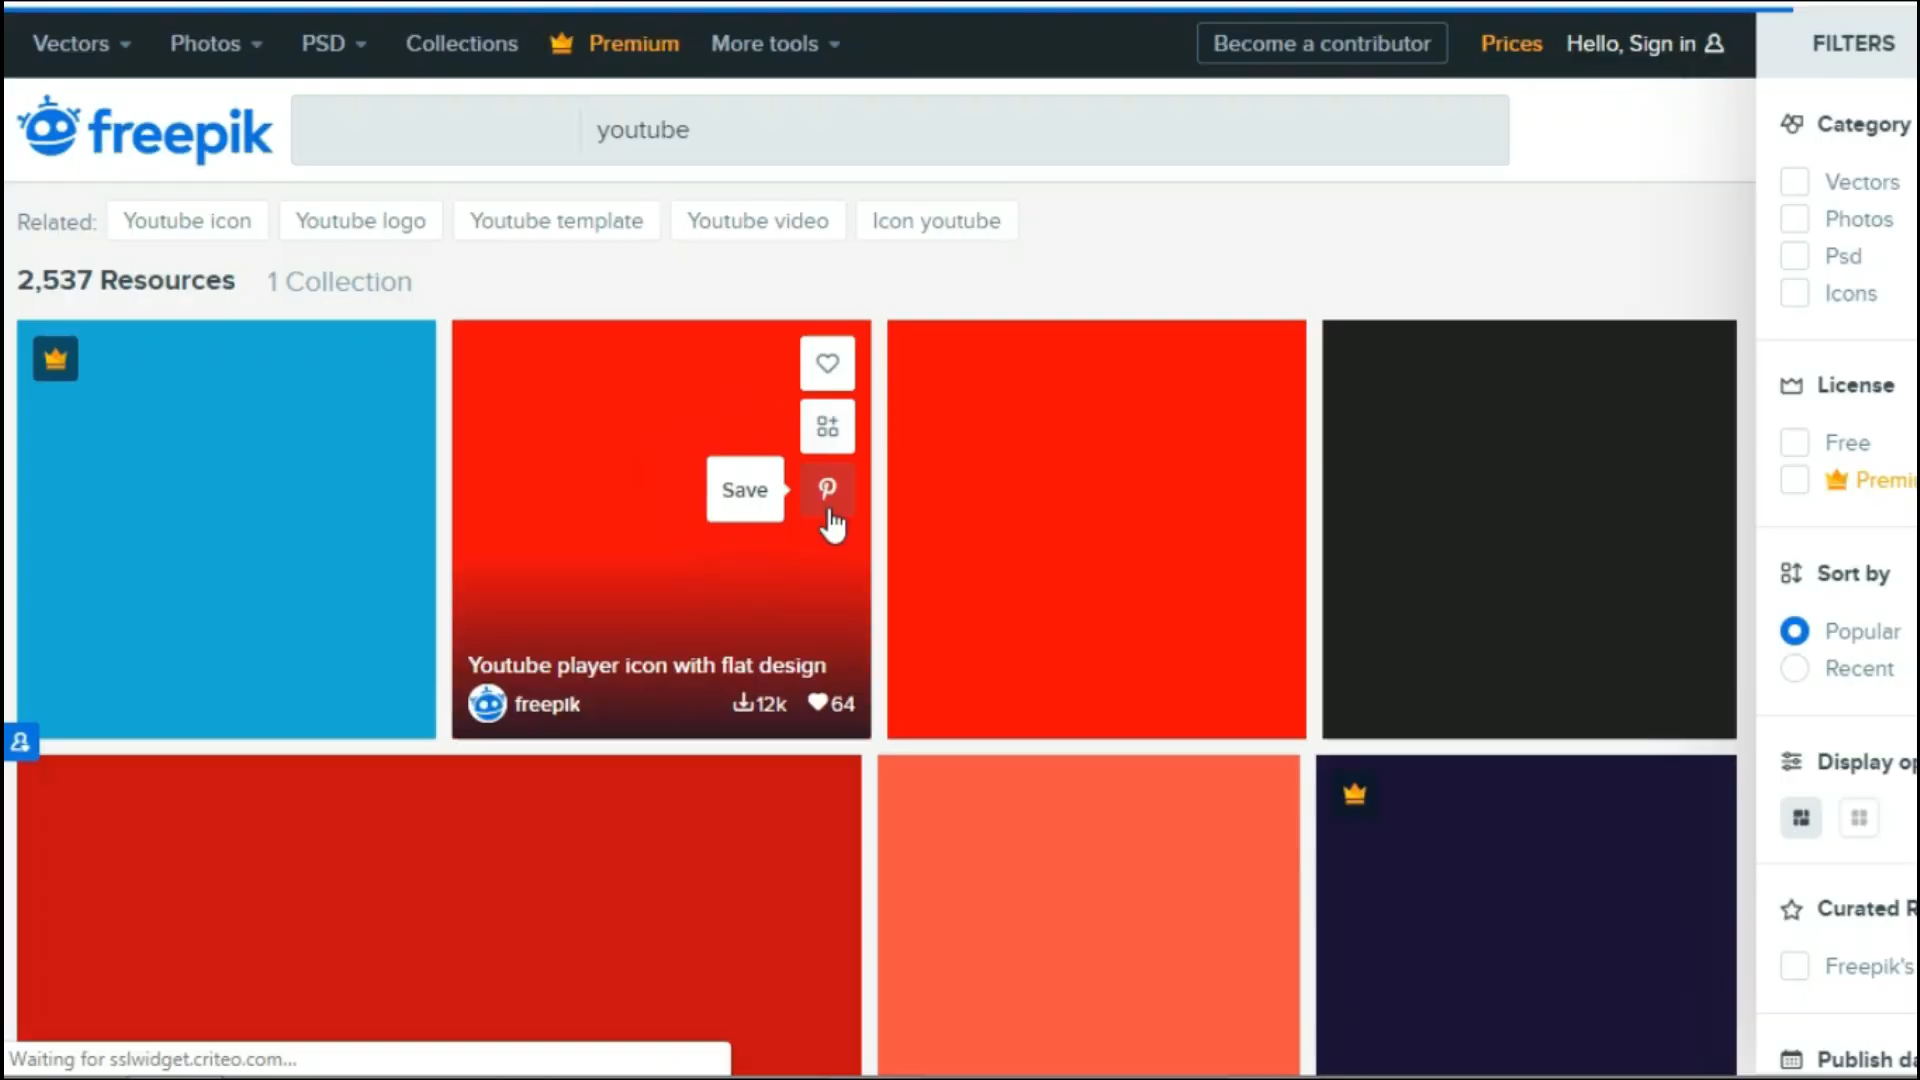 Vectors Photos PSD Collections Premium More tools Become a contributor Prices Hello, Sign in FILTERS
freepik youtube
Category
Vectors
Photos
Psd
Icons
Related: Youtube icon Youtube logo Youtube template Youtube video Icon youtube
2,537 Resources 1 Collection
License
Free
Premi
Save
Sort by
Popular
Recent
Youtube player icon with flat design
freepik 12k 64
Display op
Curated R
Freepik's
Waiting for sslwidget.criteo.com...
Publish da